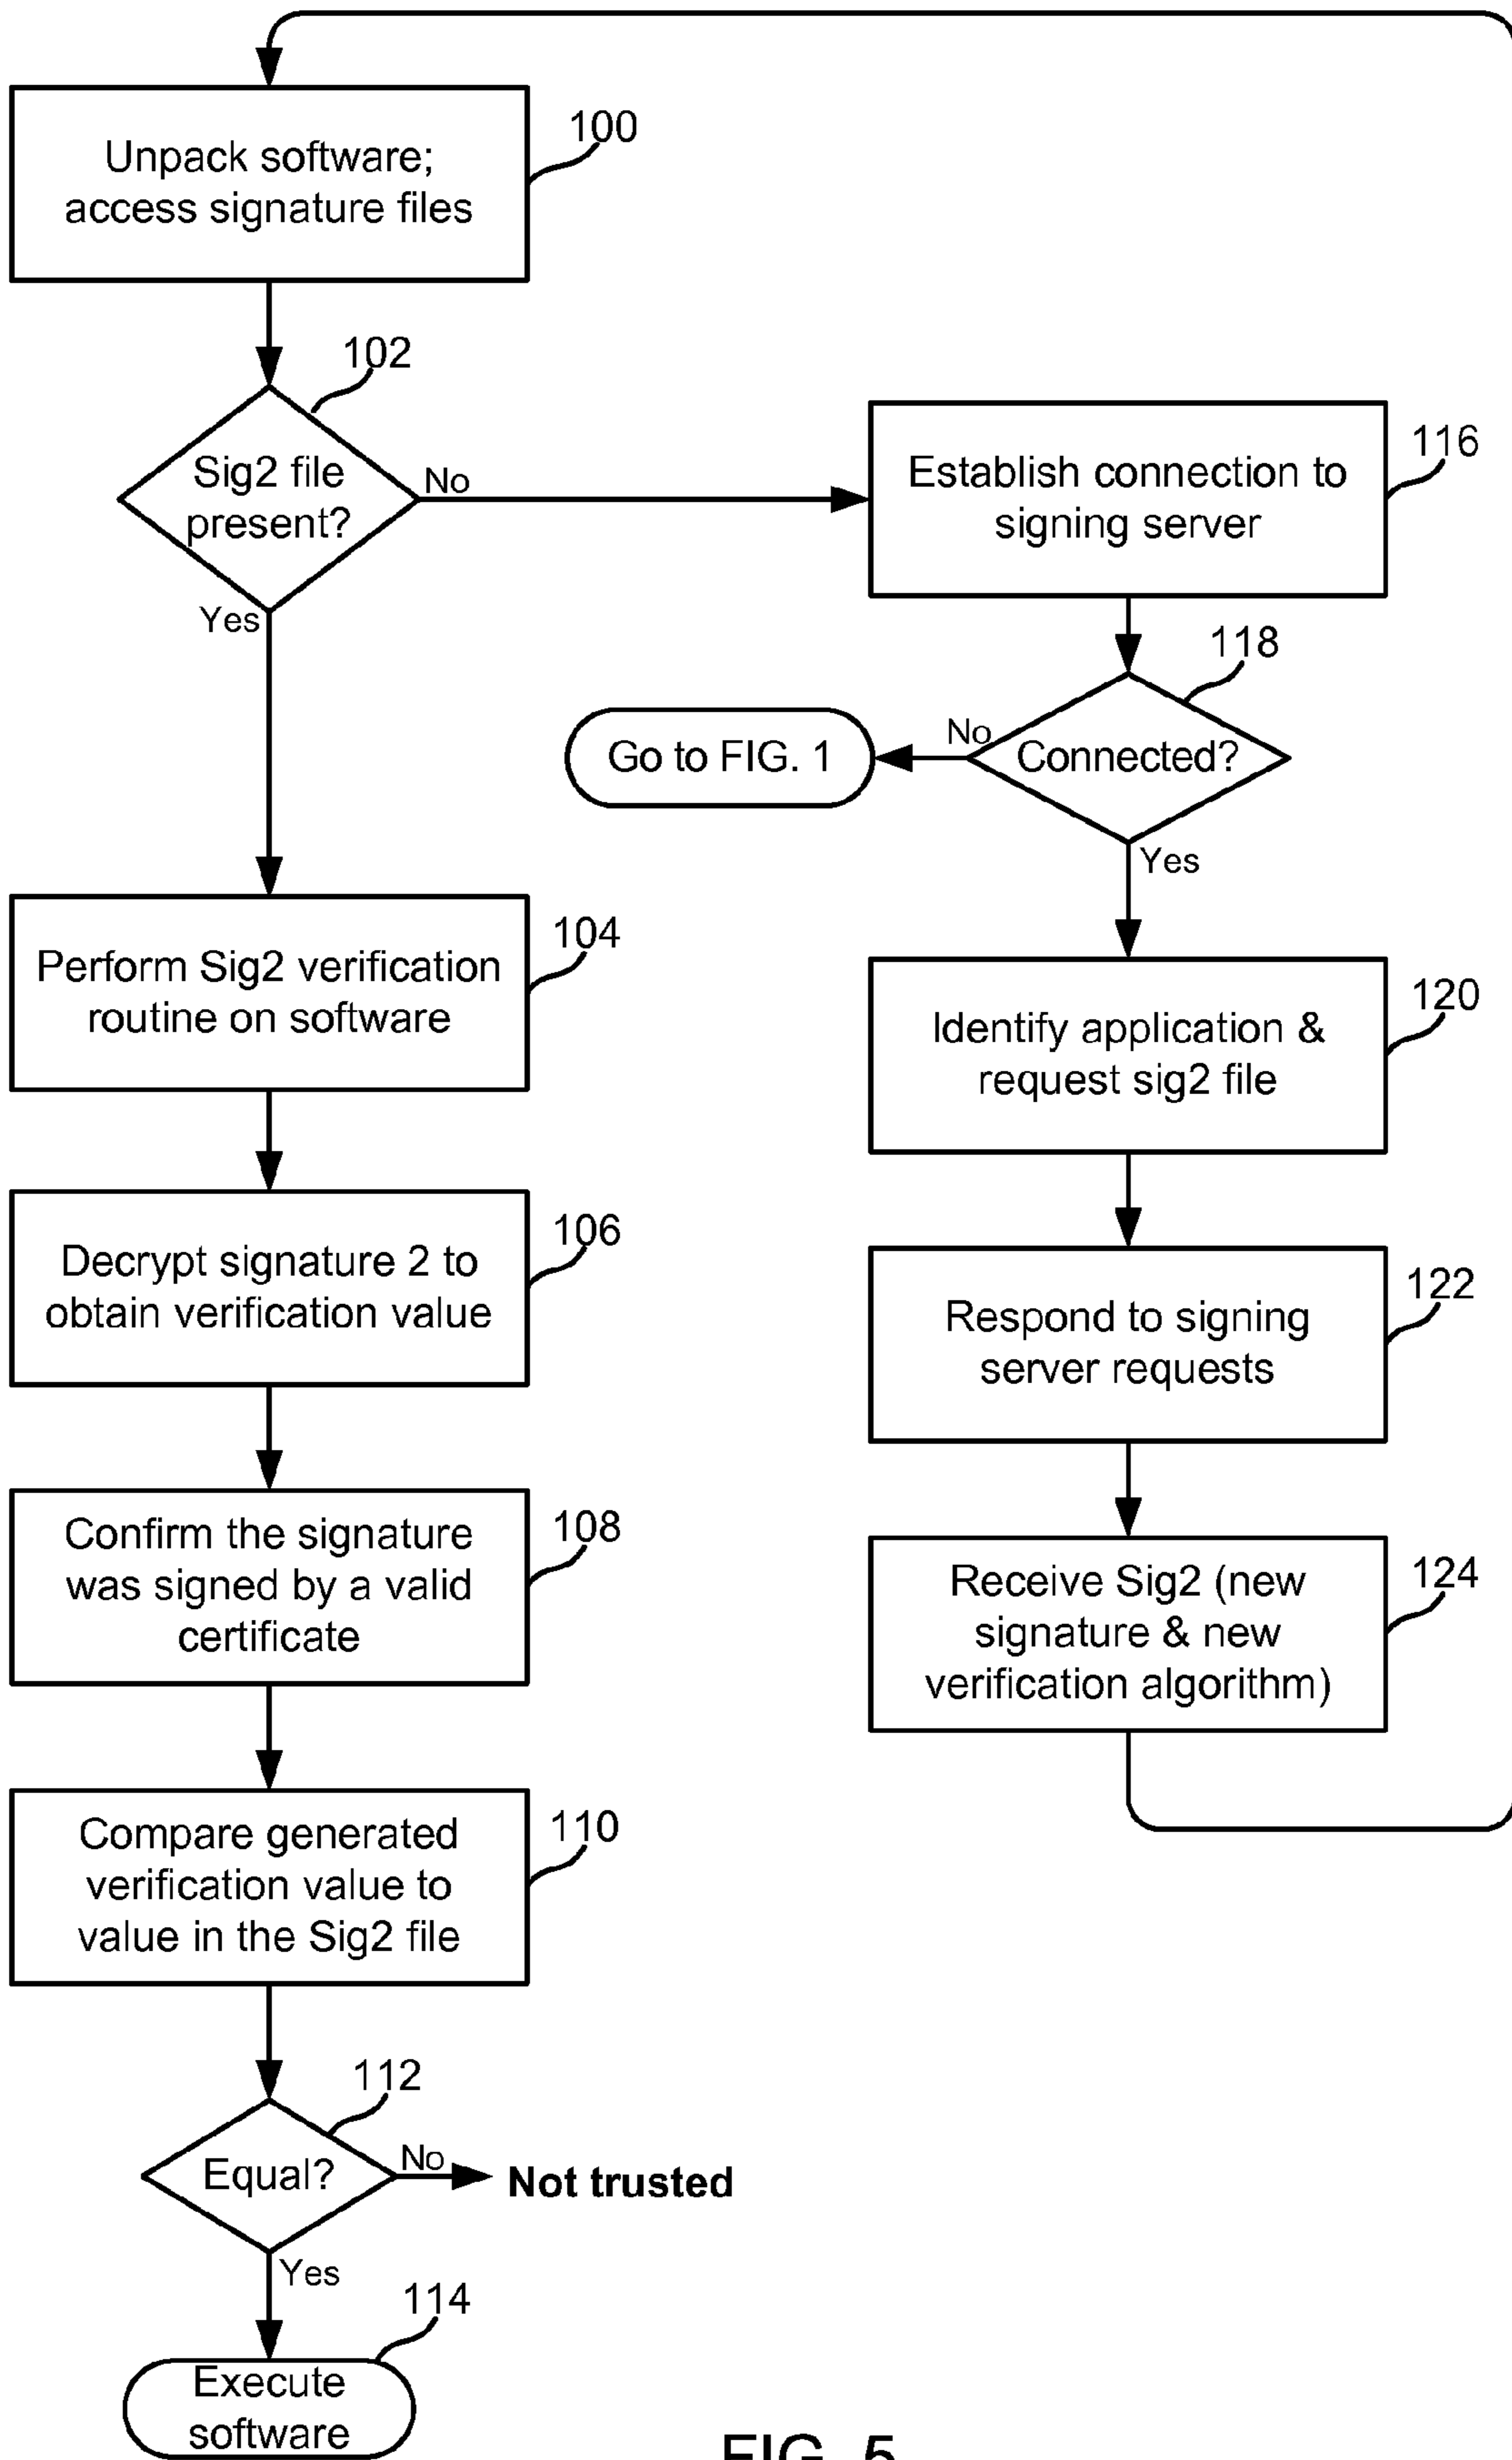 Unpack software;
access signature files
100
102
Sig2 file
present?
No
Yes
Establish connection to
signing server
116
118
Connected?
No
Go to FIG. 1
Yes
Perform Sig2 verification
routine on software
104
Identify application &
request sig2 file
120
Decrypt signature 2 to
obtain verification value
106
Respond to signing
server requests
122
Confirm the signature
was signed by a valid
certificate
108
Receive Sig2 (new
signature & new
verification algorithm)
124
Compare generated
verification value to
value in the Sig2 file
110
112
Equal?
No
Not trusted
Yes
114
Execute
software
FIG. 5